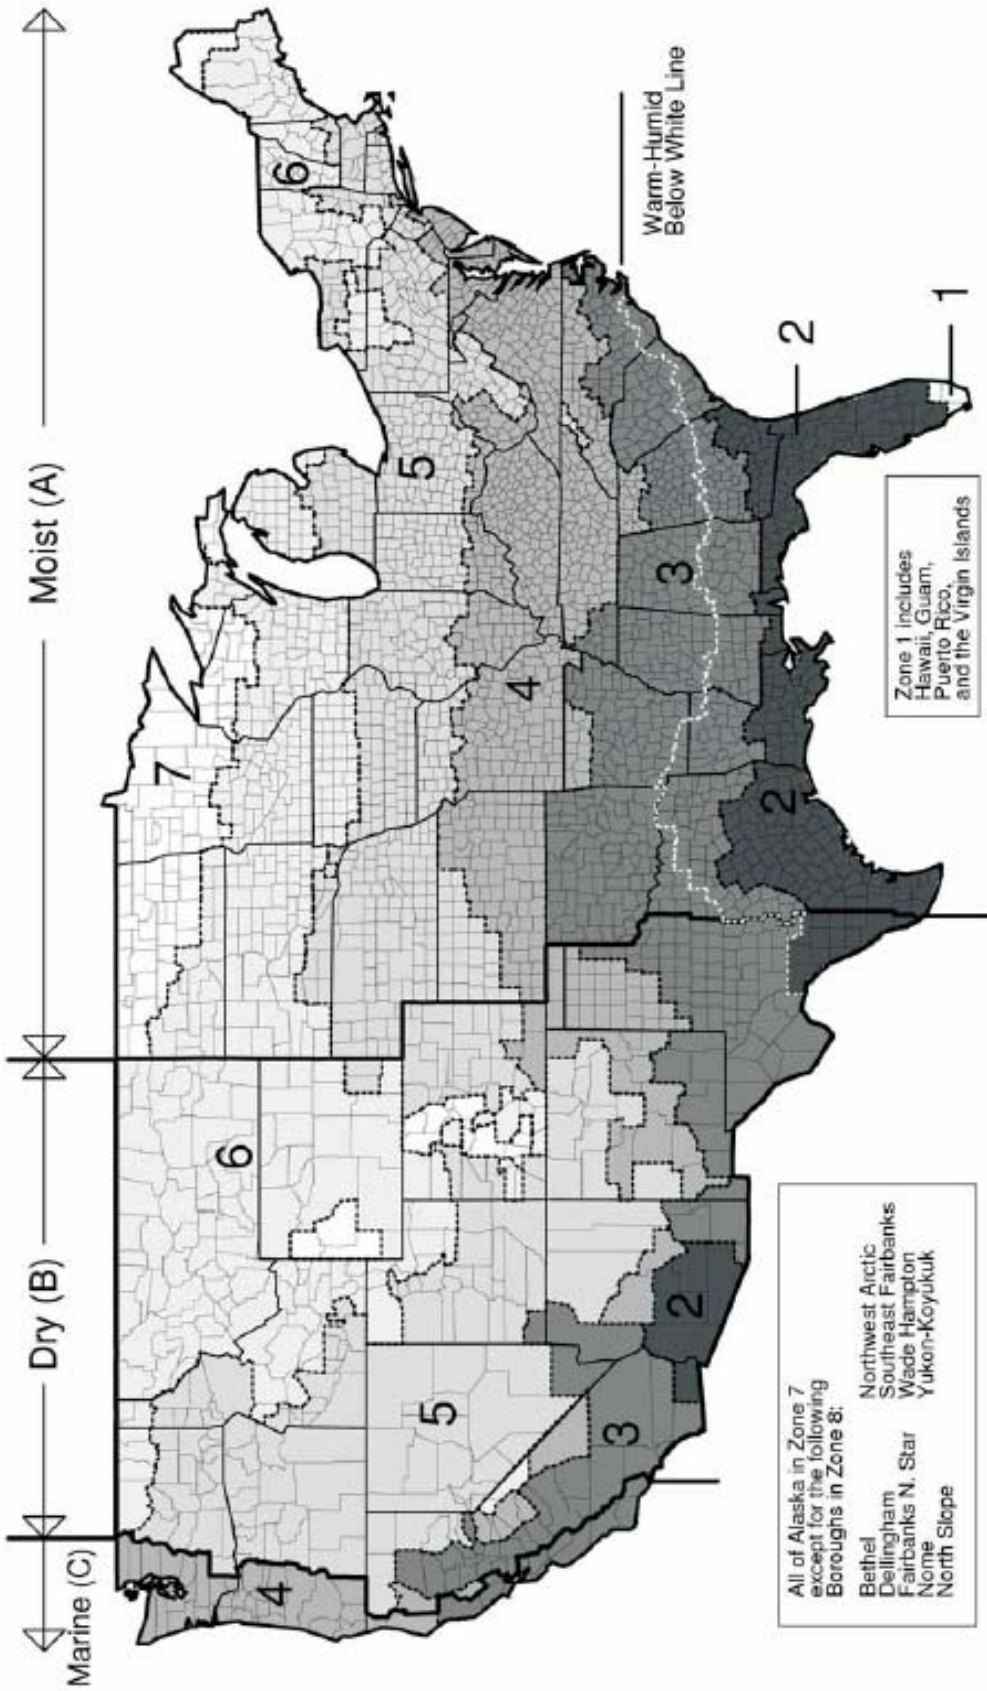 Marine (C)
Dry (B)
Moist (A)
7
6
6
5
5
4
4
3
3
2
2
2
1
Warm-Humid
Below White Line
All of Alaska in Zone 7
except for the following
Boroughs in Zone 8:
Bethel
Dellingham
Fairbanks N. Star
Nome
North Slope
Northwest Arctic
Southeast Fairbanks
Wade Hampton
Yukon-Koyukuk
Zone 1 includes
Hawaii, Guam,
Puerto Rico,
and the Virgin Islands